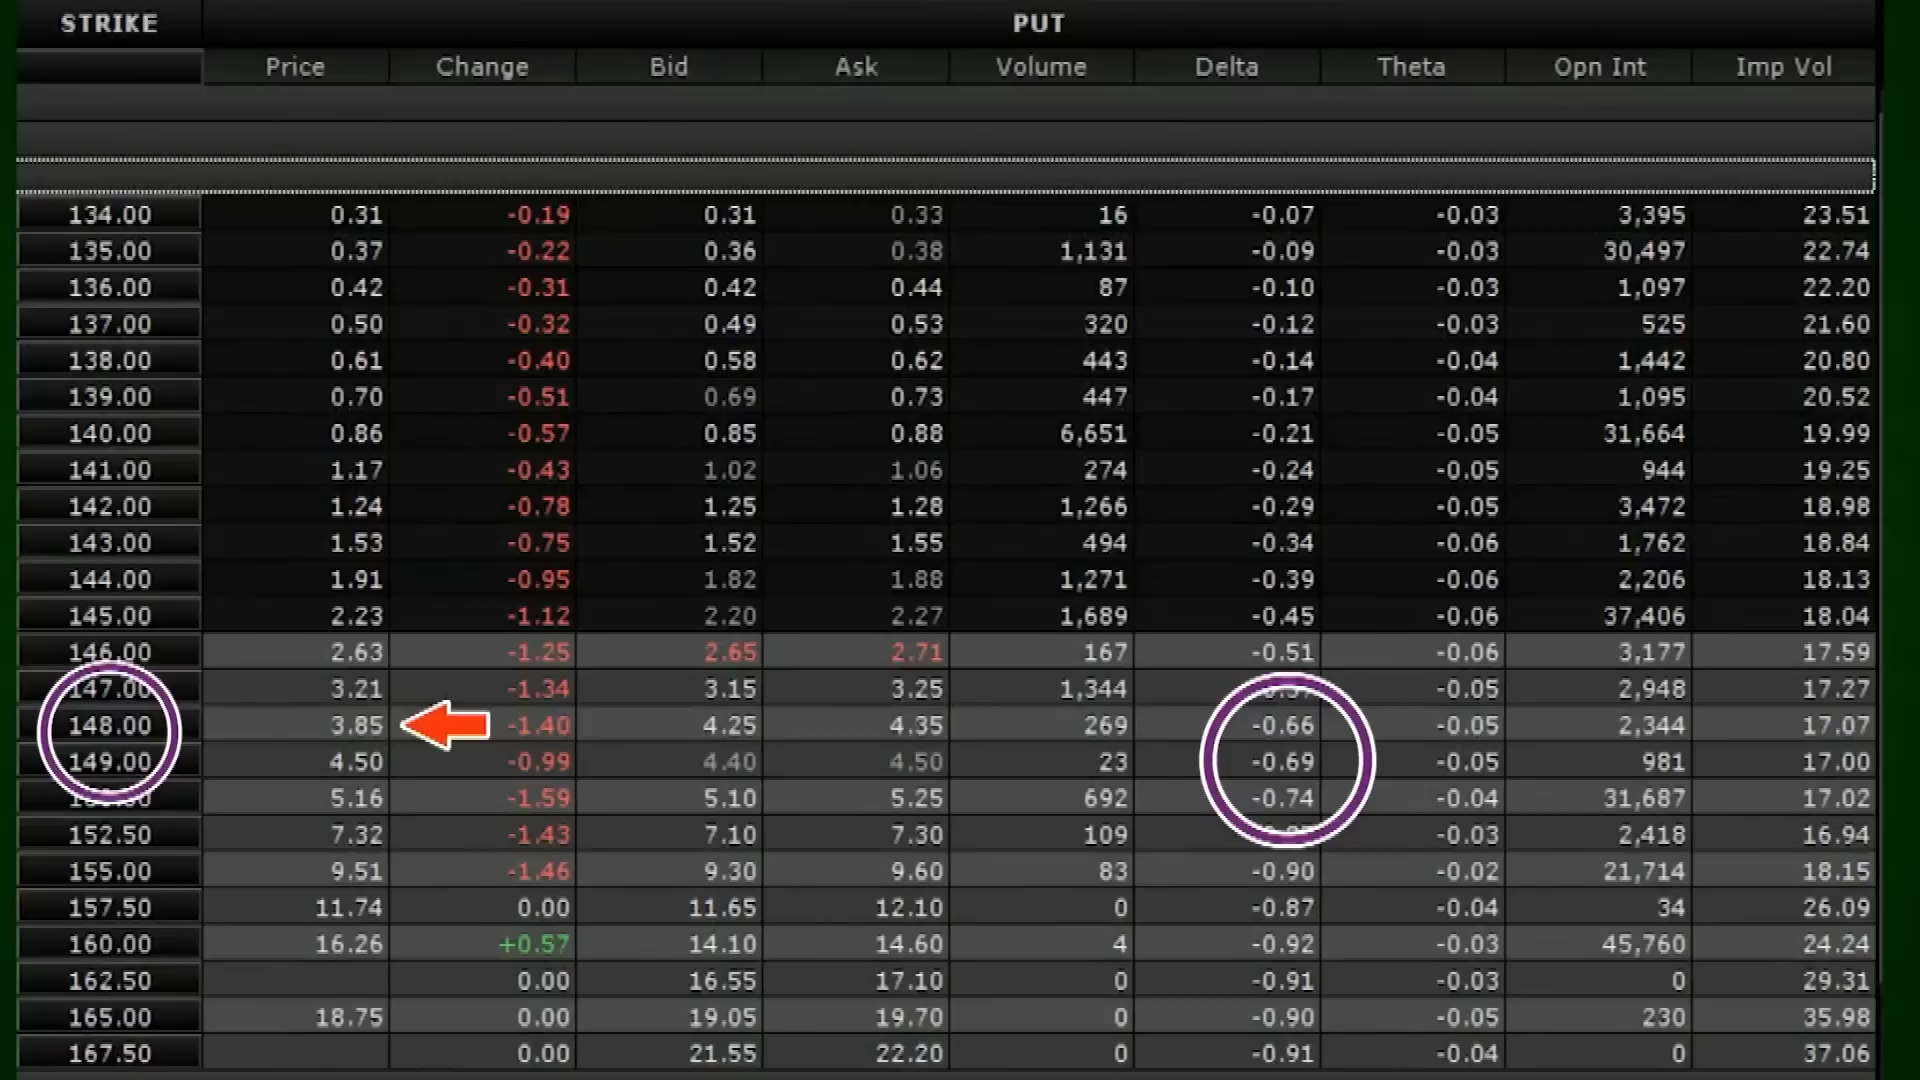 STRIKE PUT
Price Change Bid Ask Volume Delta Theta Opn Int Imp Vol
134.00 0.31 -0.19 0.31 0.33 16 -0.07 -0.03 3,395 23.51
135.00 0.37 -0.22 0.36 0.38 1,131 -0.09 -0.03 30,497 22.74
136.00 0.42 -0.31 0.42 0.44 87 -0.10 -0.03 1,097 22.20
137.00 0.50 -0.32 0.49 0.53 320 -0.12 -0.03 525 21.60
138.00 0.61 -0.40 0.58 0.62 443 -0.14 -0.04 1,442 20.80
139.00 0.70 -0.51 0.69 0.73 447 -0.17 -0.04 1,095 20.52
140.00 0.86 -0.57 0.85 0.88 6,651 -0.21 -0.05 31,664 19.99
141.00 1.17 -0.43 1.02 1.06 274 -0.24 -0.05 944 19.25
142.00 1.24 -0.78 1.25 1.28 1,266 -0.29 -0.05 3,472 18.98
143.00 1.53 -0.75 1.52 1.55 494 -0.34 -0.06 1,762 18.84
144.00 1.91 -0.95 1.82 1.88 1,271 -0.39 -0.06 2,206 18.13
145.00 2.23 -1.12 2.20 2.27 1,689 -0.45 -0.06 37,406 18.04
146.00 2.63 -1.25 2.65 2.71 167 -0.51 -0.06 3,177 17.59
147.00 3.21 -1.34 3.15 3.25 1,344 -0.05 2,948 17.27
148.00 3.85 -1.40 4.25 4.35 269 -0.66 -0.05 2,344 17.07
149.00 4.50 -0.99 4.40 4.50 23 -0.69 -0.05 981 17.00
5.16 -1.59 5.10 5.25 692 -0.74 -0.04 31,687 17.02
152.50 7.32 -1.43 7.10 7.30 109 -0.03 2,418 16.94
155.00 9.51 -1.46 9.30 9.60 83 -0.90 -0.02 21,714 18.15
157.50 11.74 0.00 11.65 12.10 0 -0.87 -0.04 34 26.09
160.00 16.26 +0.57 14.10 14.60 4 -0.92 -0.03 45,760 24.24
162.50 0.00 16.55 17.10 0 -0.91 -0.03 0 29.31
165.00 18.75 0.00 19.05 19.70 0 -0.90 -0.05 230 35.98
167.50 0.00 21.55 22.20 0 -0.91 -0.04 0 37.06